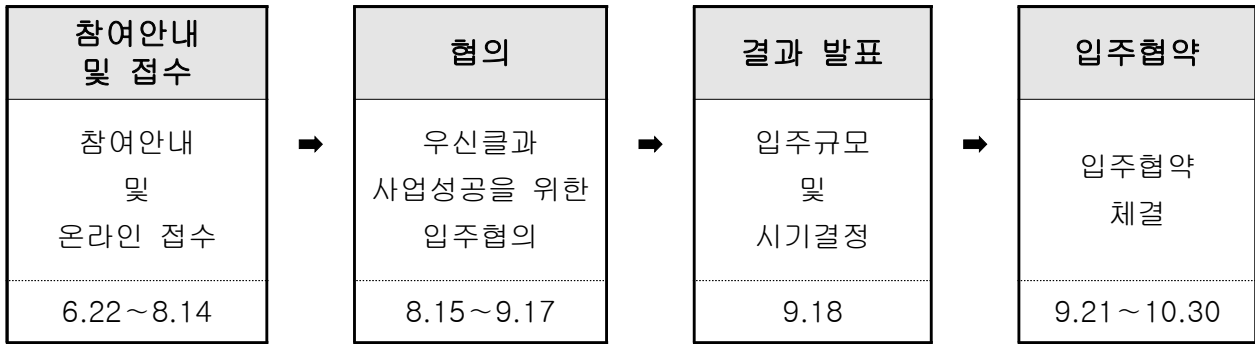 참여안내
및 접수
참여안내
및
온라인 접수
6.22～8.14
➡
협의
우신클과
사업성공을 위한
입주협의
8.15～9.17
➡
결과 발표
입주규모
및
시기결정
9.18
➡
입주협약
입주협약
체결
9.21～10.30